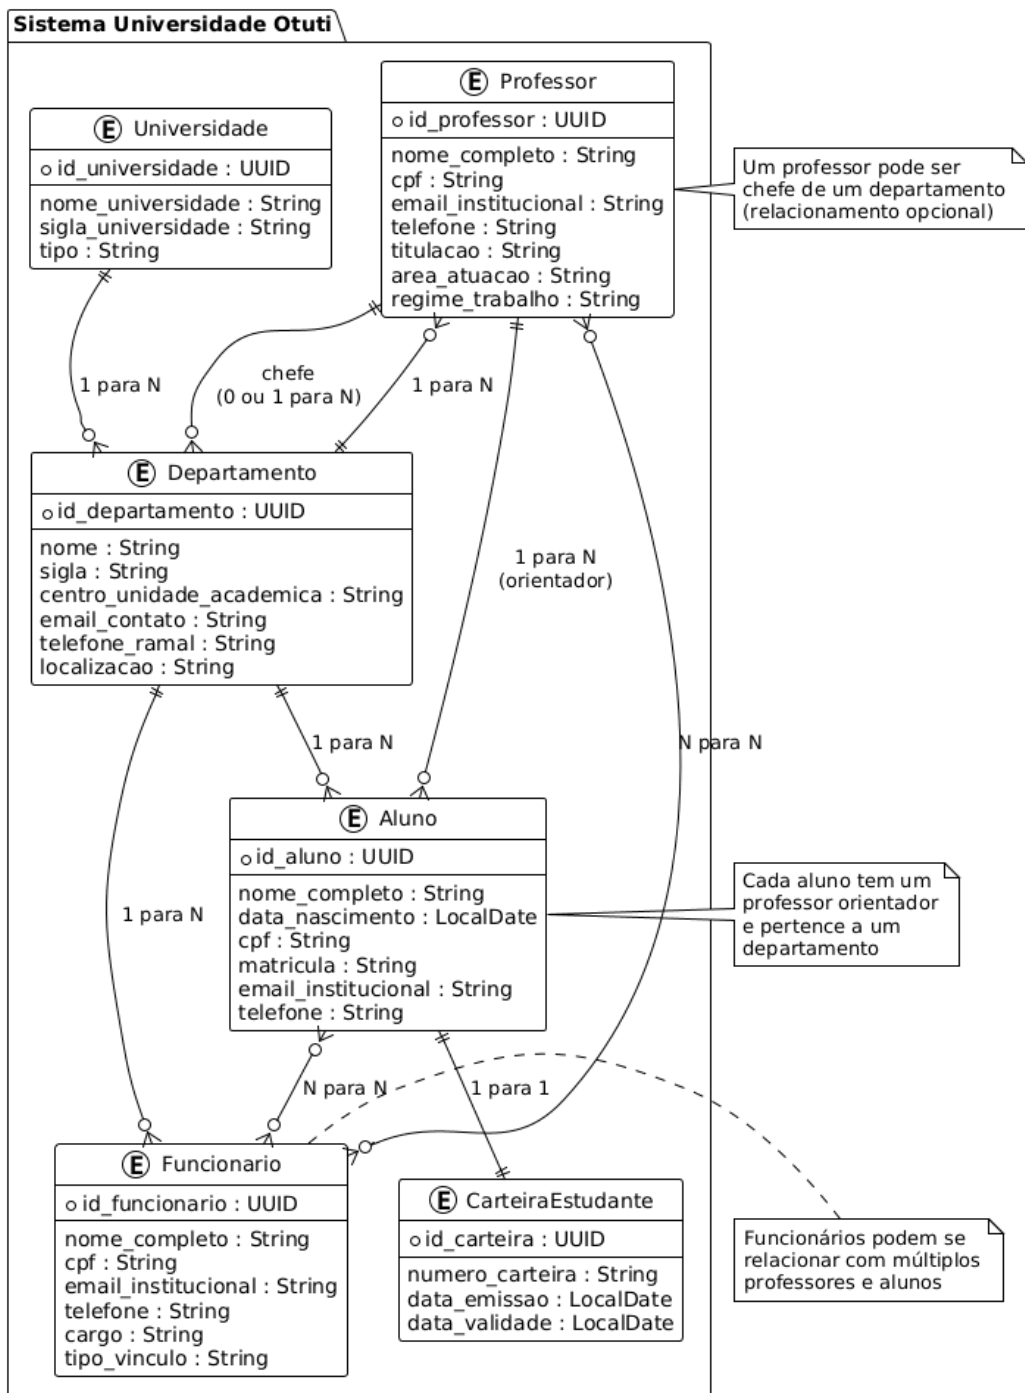 Sistema Universidade Otuti
E Professor
id_professor : UUID
nome_completo : String
cpf : String
email_institucional : String
telefone : String
titulacao : String
area_atuacao : String
regime_trabalho : String
E Universidade
id_universidade : UUID
nome_universidade : String
sigla_universidade : String
tipo : String
Um professor pode ser
chefe de um departamento
(relacionamento opcional)
1 para N
chefe
(0 ou 1 para N)
1 para N
E Departamento
id_departamento : UUID
nome : String
sigla : String
centro_unidade_academica : String
email_contato : String
telefone_ramal : String
localizacao : String
1 para N
(orientador)
1 para N
N para N
E Aluno
id_aluno : UUID
nome_completo : String
data_nascimento : LocalDate
cpf : String
matricula : String
email_institucional : String
telefone : String
Cada aluno tem um
professor orientador
e pertence a um
departamento
1 para N
N para N
1 para 1
E Funcionario
id_funcionario : UUID
nome_completo : String
cpf : String
email_institucional : String
telefone : String
cargo : String
tipo_vinculo : String
E CarteiraEstudante
id_carteira : UUID
numero_carteira : String
data_emissao : LocalDate
data_validade : LocalDate
Funcionários podem se
relacionar com múltiplos
professores e alunos